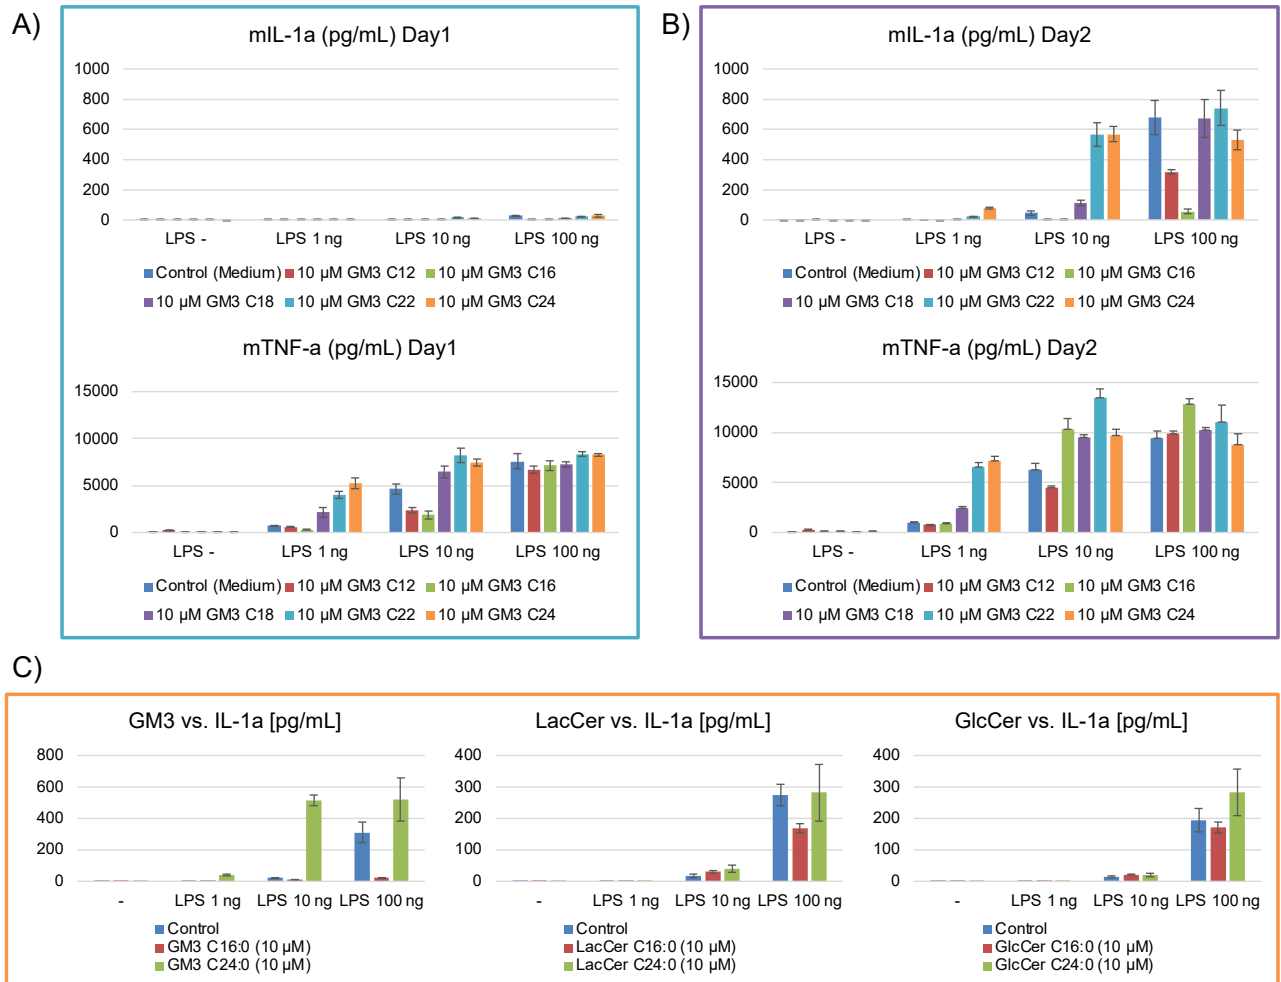 A)
mIL-1a (pg/mL) Day1
1000
800
600
400
200
0
LPS - LPS 1 ng LPS 10 ng LPS 100 ng
Control (Medium) 10 µM GM3 C12 10 µM GM3 C16
10 µM GM3 C18 10 µM GM3 C22 10 µM GM3 C24
mTNF-a (pg/mL) Day1
15000
10000
5000
0
LPS - LPS 1 ng LPS 10 ng LPS 100 ng
Control (Medium) 10 µM GM3 C12 10 µM GM3 C16
10 µM GM3 C18 10 µM GM3 C22 10 µM GM3 C24
B)
mIL-1a (pg/mL) Day2
1000
800
600
400
200
0
LPS - LPS 1 ng LPS 10 ng LPS 100 ng
Control (Medium) 10 µM GM3 C12 10 µM GM3 C16
10 µM GM3 C18 10 µM GM3 C22 10 µM GM3 C24
mTNF-a (pg/mL) Day2
15000
10000
5000
0
LPS - LPS 1 ng LPS 10 ng LPS 100 ng
Control (Medium) 10 µM GM3 C12 10 µM GM3 C16
10 µM GM3 C18 10 µM GM3 C22 10 µM GM3 C24
C)
GM3 vs. IL-1a [pg/mL]
800
600
400
200
0
- LPS 1 ng LPS 10 ng LPS 100 ng
Control
GM3 C16:0 (10 µM)
GM3 C24:0 (10 µM)
LacCer vs. IL-1a [pg/mL]
400
300
200
100
0
- LPS 1 ng LPS 10 ng LPS 100 ng
Control
LacCer C16:0 (10 µM)
LacCer C24:0 (10 µM)
GlcCer vs. IL-1a [pg/mL]
400
300
200
100
0
- LPS 1 ng LPS 10 ng LPS 100 ng
Control
GlcCer C16:0 (10 µM)
GlcCer C24:0 (10 µM)